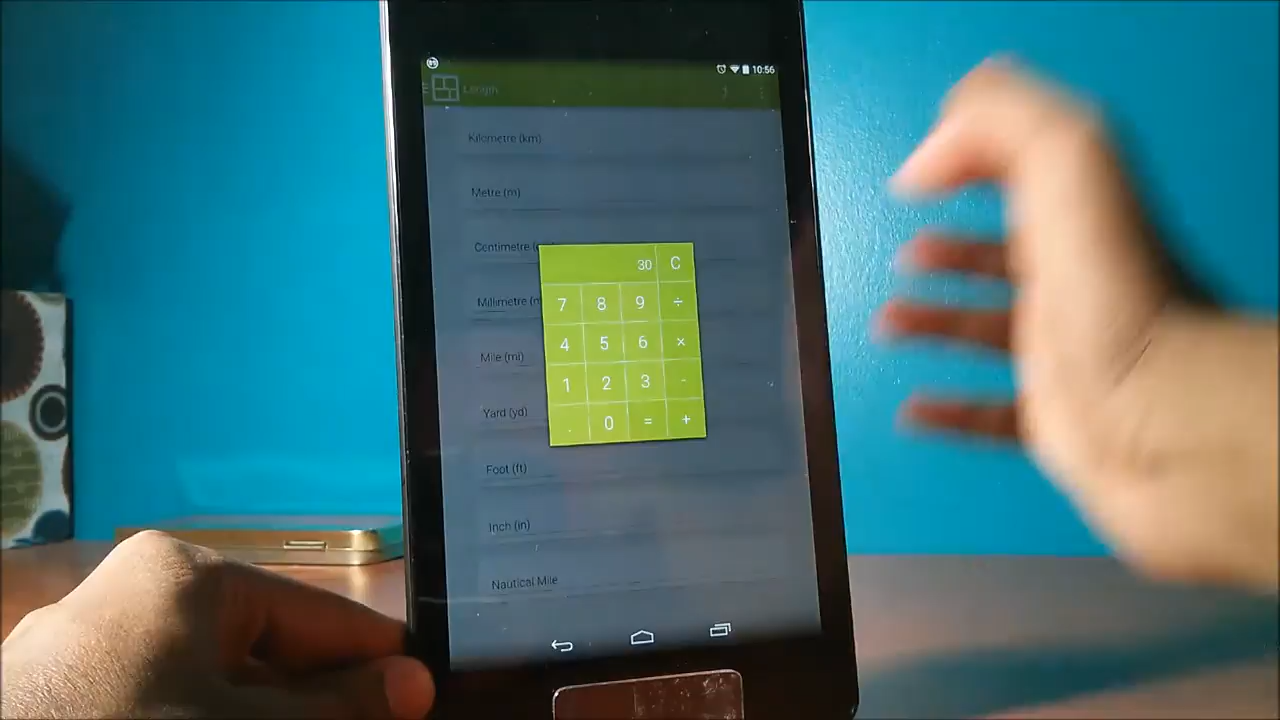 10:56
Length
Kilometre (km)
Metre (m)
Centimetre
30 C
Millimetre
7 8 9 ÷
Mile (mi)
4 5 6 ×
1 2 3 -
Yard (yd)
. 0 = +
Foot (ft)
Inch (in)
Nautical Mile